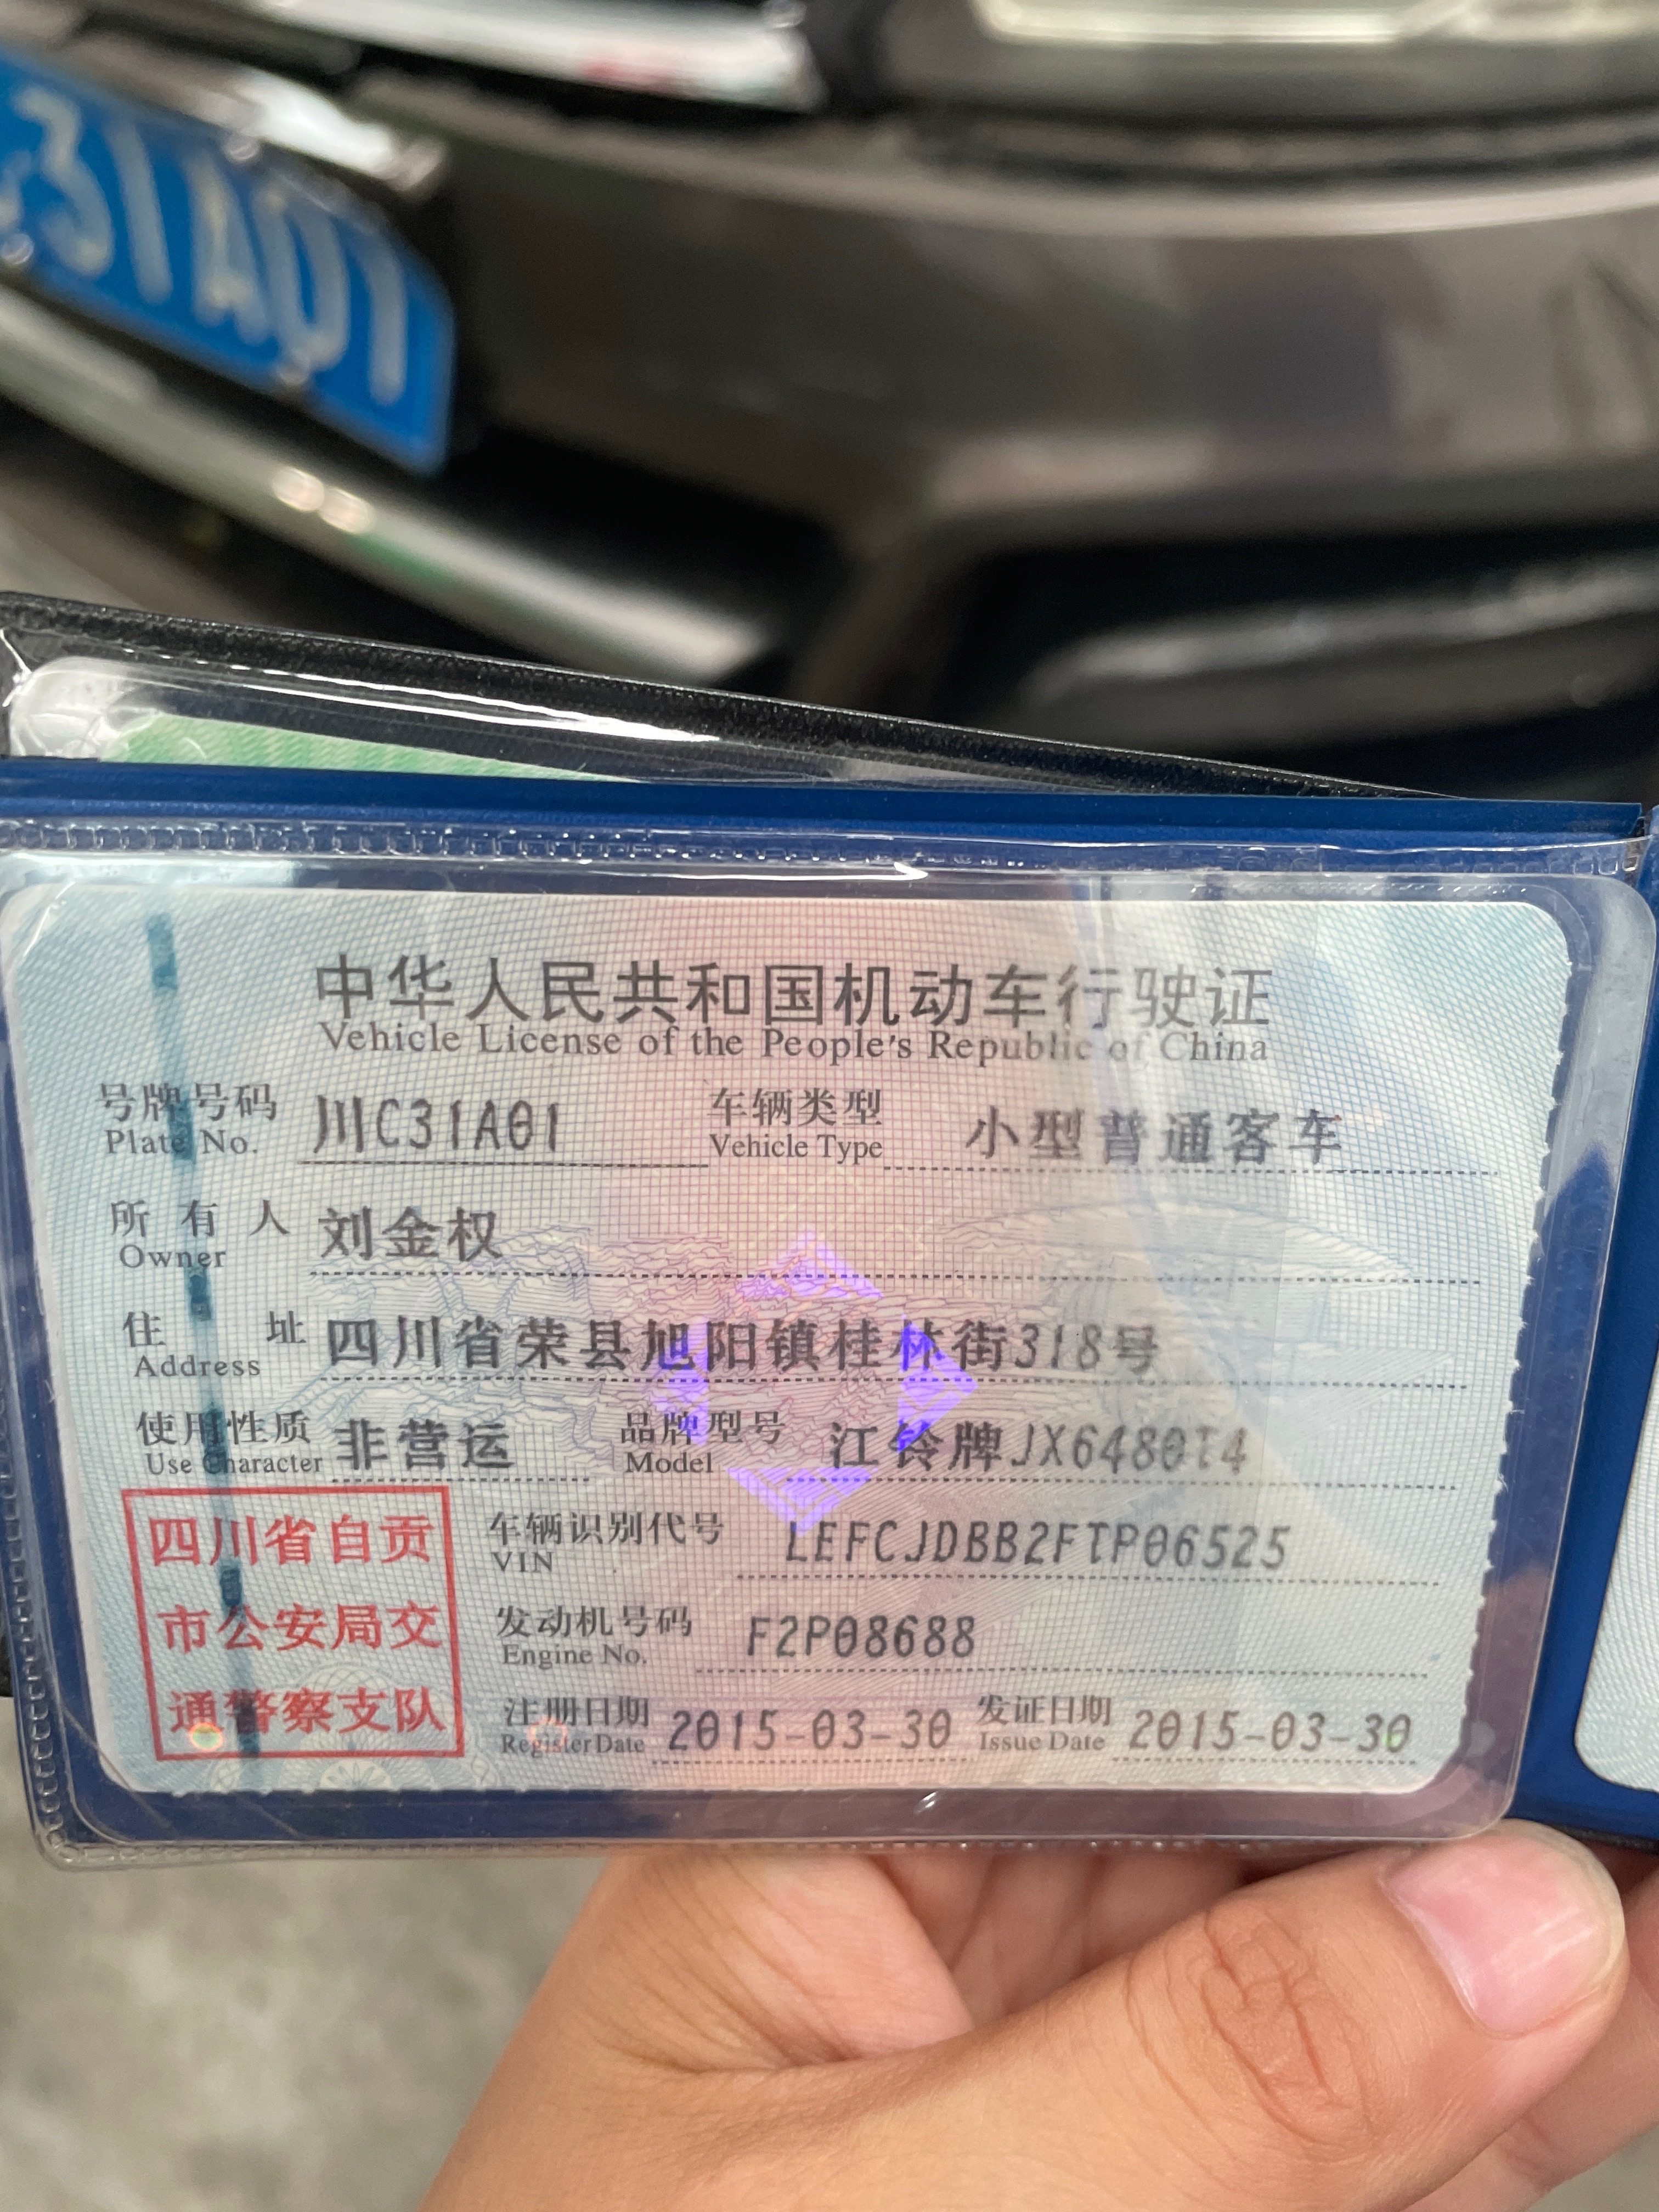 31A01
中华人民共和国机动车行驶证
Vehicle License of the People's Republic of China
号牌号码 川C31A01 车辆类型 小型普通客车
Plate No. Vehicle Type
所有人 刘金权
Owner
住址 四川省荣县旭阳镇桂林街318号
Address
使用性质 非营运 品牌型号 江铃牌JX6480T4
Use Character Model
四川省自贡
市公安局交
通警察支队
车辆识别代号 LEFCJDBB2FTP06525
VIN
发动机号码 F2P08688
Engine No.
注册日期 2015-03-30 发证日期 2015-03-30
Register Date Issue Date